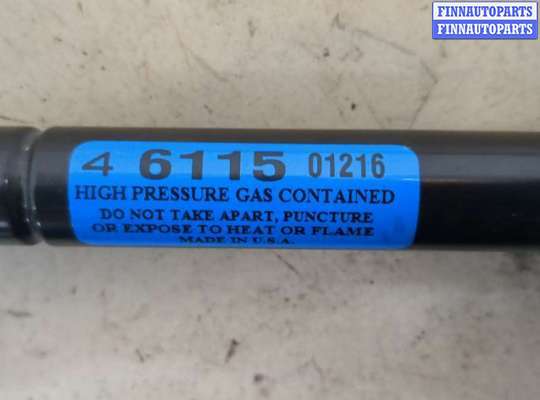 FINNAUTOPARTS
FINNAUTOPARTS
4 6115 01216
HIGH PRESSURE GAS CONTAINED
DO NOT TAKE APART, PUNCTURE
OR EXPOSE TO HEAT OR FLAME
MADE IN U.S.A.